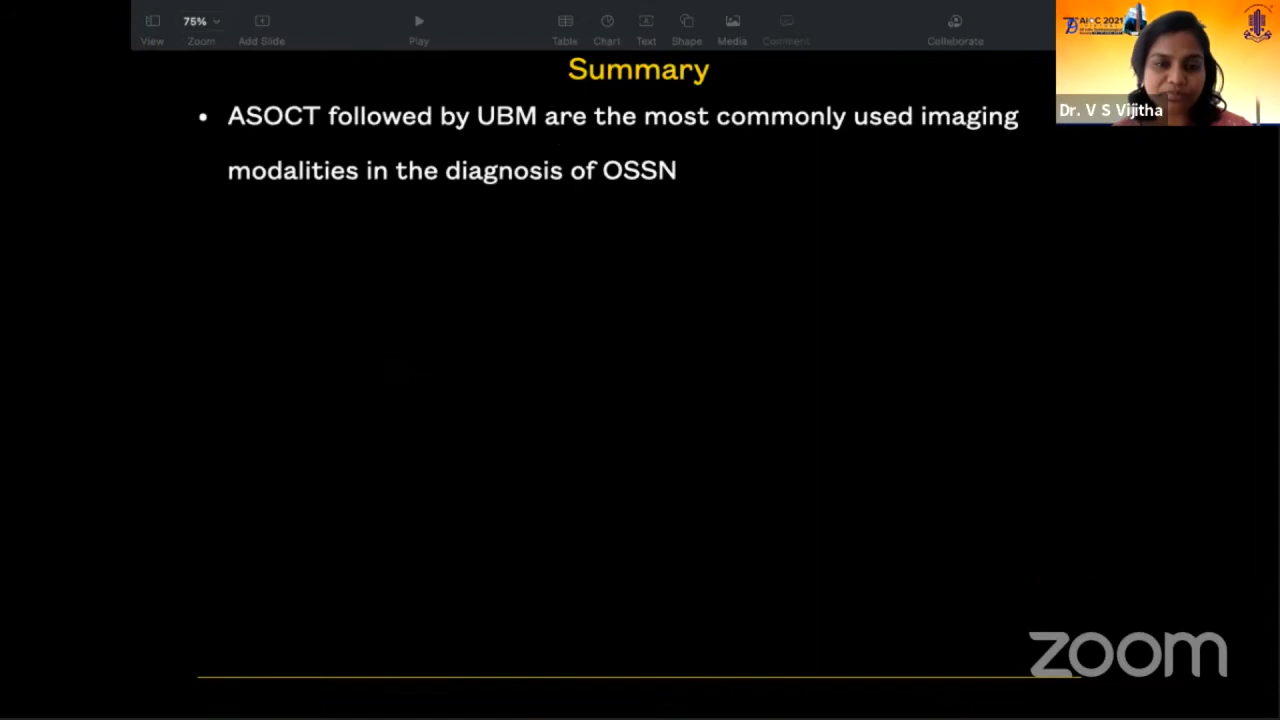 75%
View
Zoom
Add Slide
Play
Table
Chart
Text
Shape
Media
Comment
Collaborate
AIOC 2021
Dr. V S Vijitha
Summary
• ASOCT followed by UBM are the most commonly used imaging
modalities in the diagnosis of OSSN
zoom